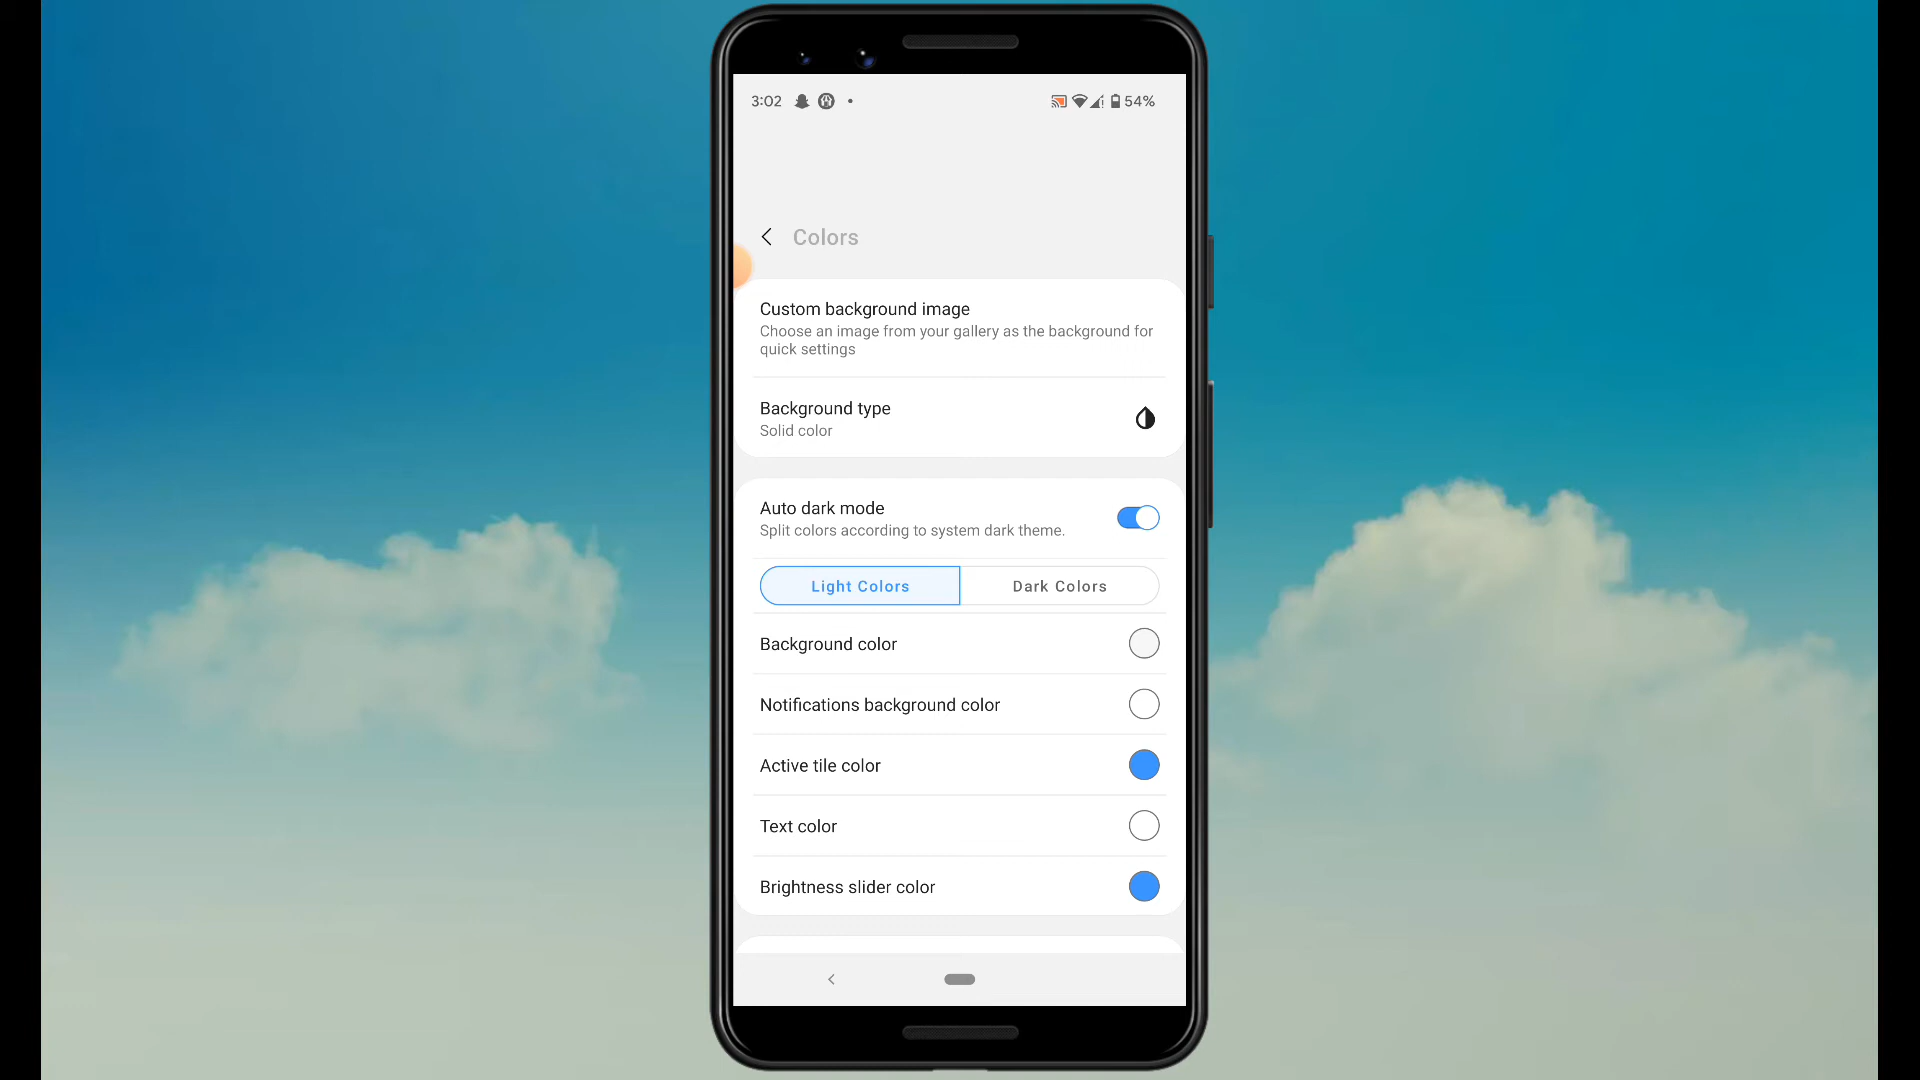 3:02
54%
Colors
Custom background image
Choose an image from your gallery as the background for
quick settings
Background type
Solid color
Auto dark mode
Split colors according to system dark theme.
Light Colors
Dark Colors
Background color
Notifications background color
Active tile color
Text color
Brightness slider color